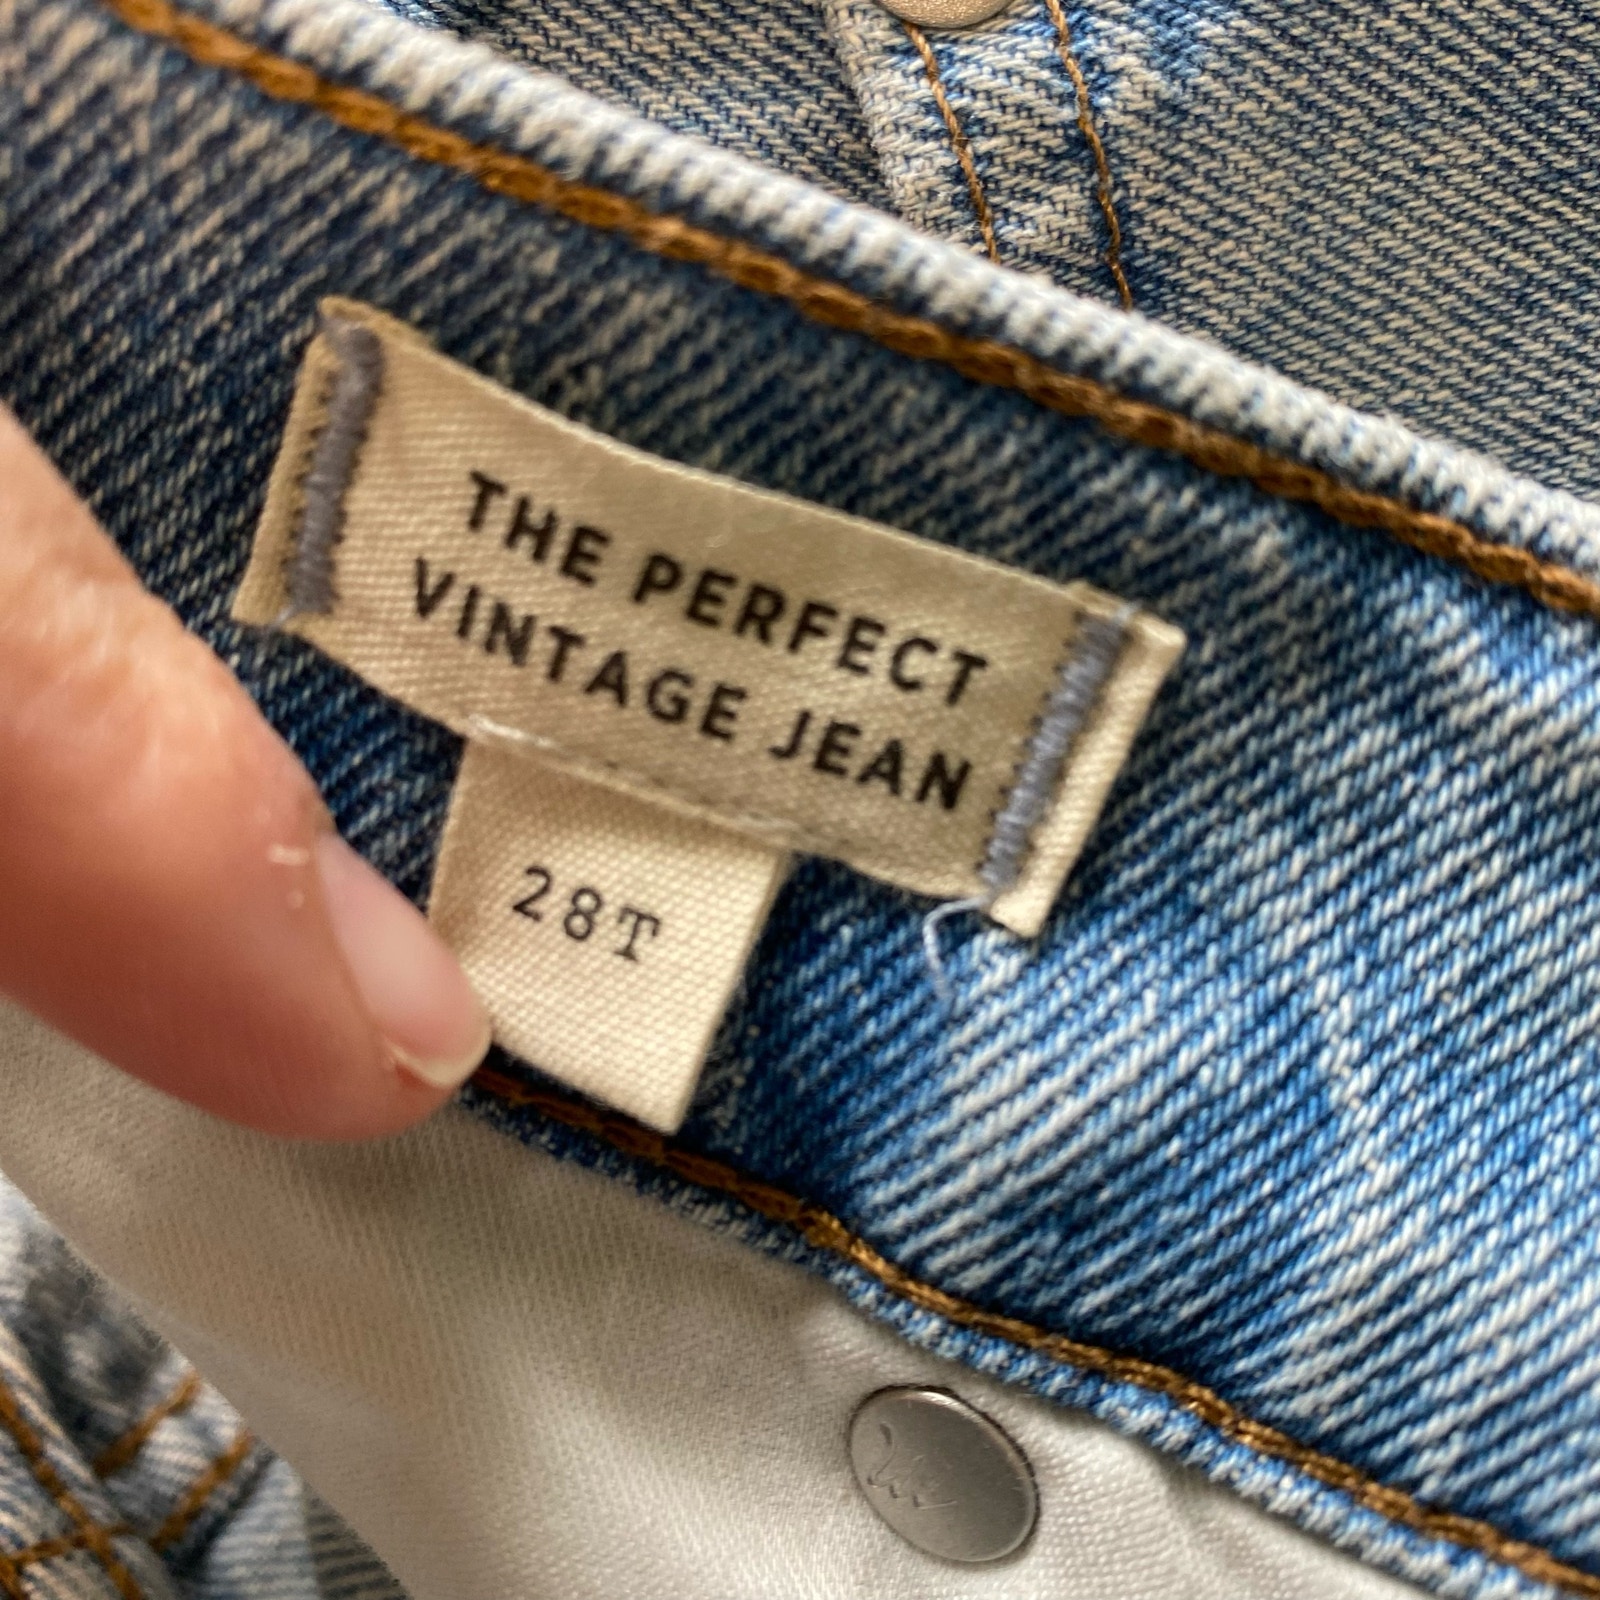 THE PERFECT
VINTAGE JEAN
28T